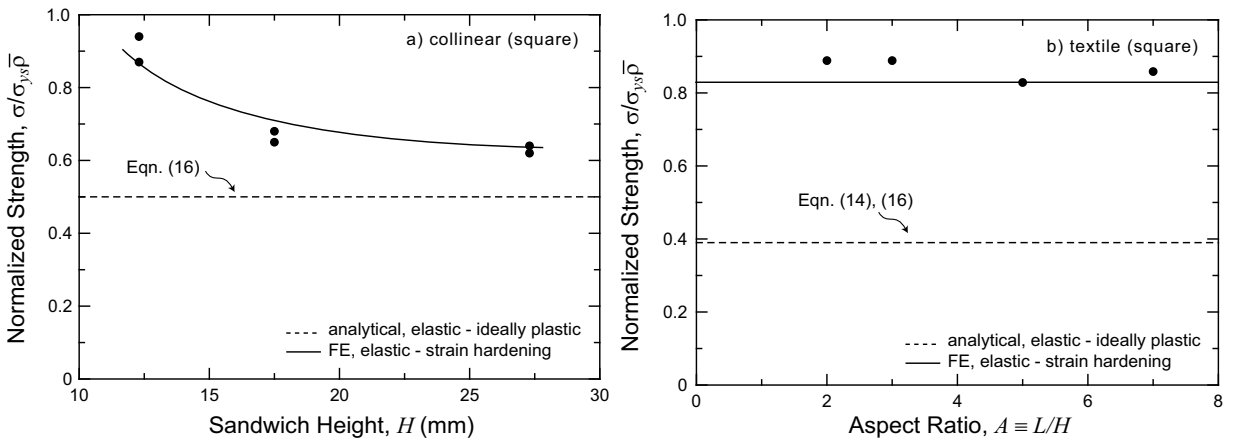 a) collinear (square)
Normalized Strength, σ/σ_ys ρ̅
1.0
0.8
0.6
0.4
0.2
0
Eqn. (16)
analytical, elastic - ideally plastic
FE, elastic - strain hardening
10
15
20
25
30
Sandwich Height, H (mm)
b) textile (square)
Normalized Strength, σ/σ_ys ρ̅
1.0
0.8
0.6
0.4
0.2
0
Eqn. (14), (16)
analytical, elastic - ideally plastic
FE, elastic - strain hardening
0
2
4
6
8
Aspect Ratio, A ≡ L/H